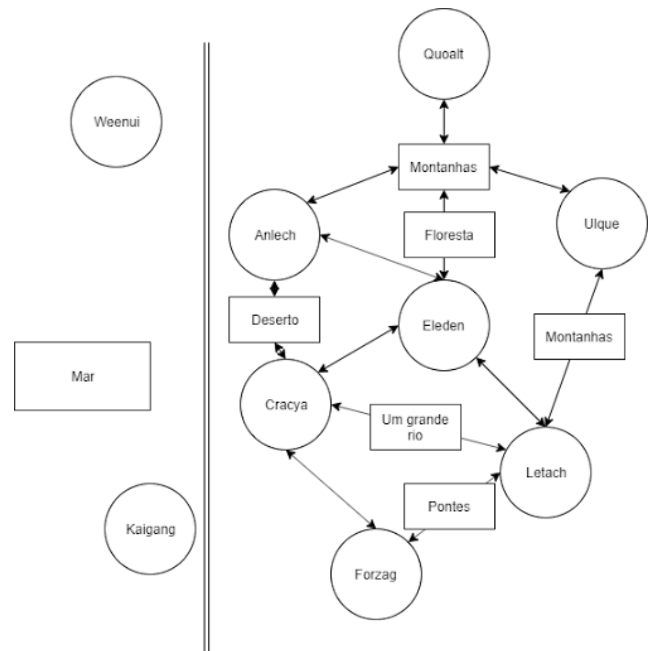 Quoalt
Weenui
Montanhas
Anlech
Floresta
Ulque
Deserto
Eleden
Montanhas
Mar
Cracya
Um grande
rio
Letach
Pontes
Kaigang
Forzag